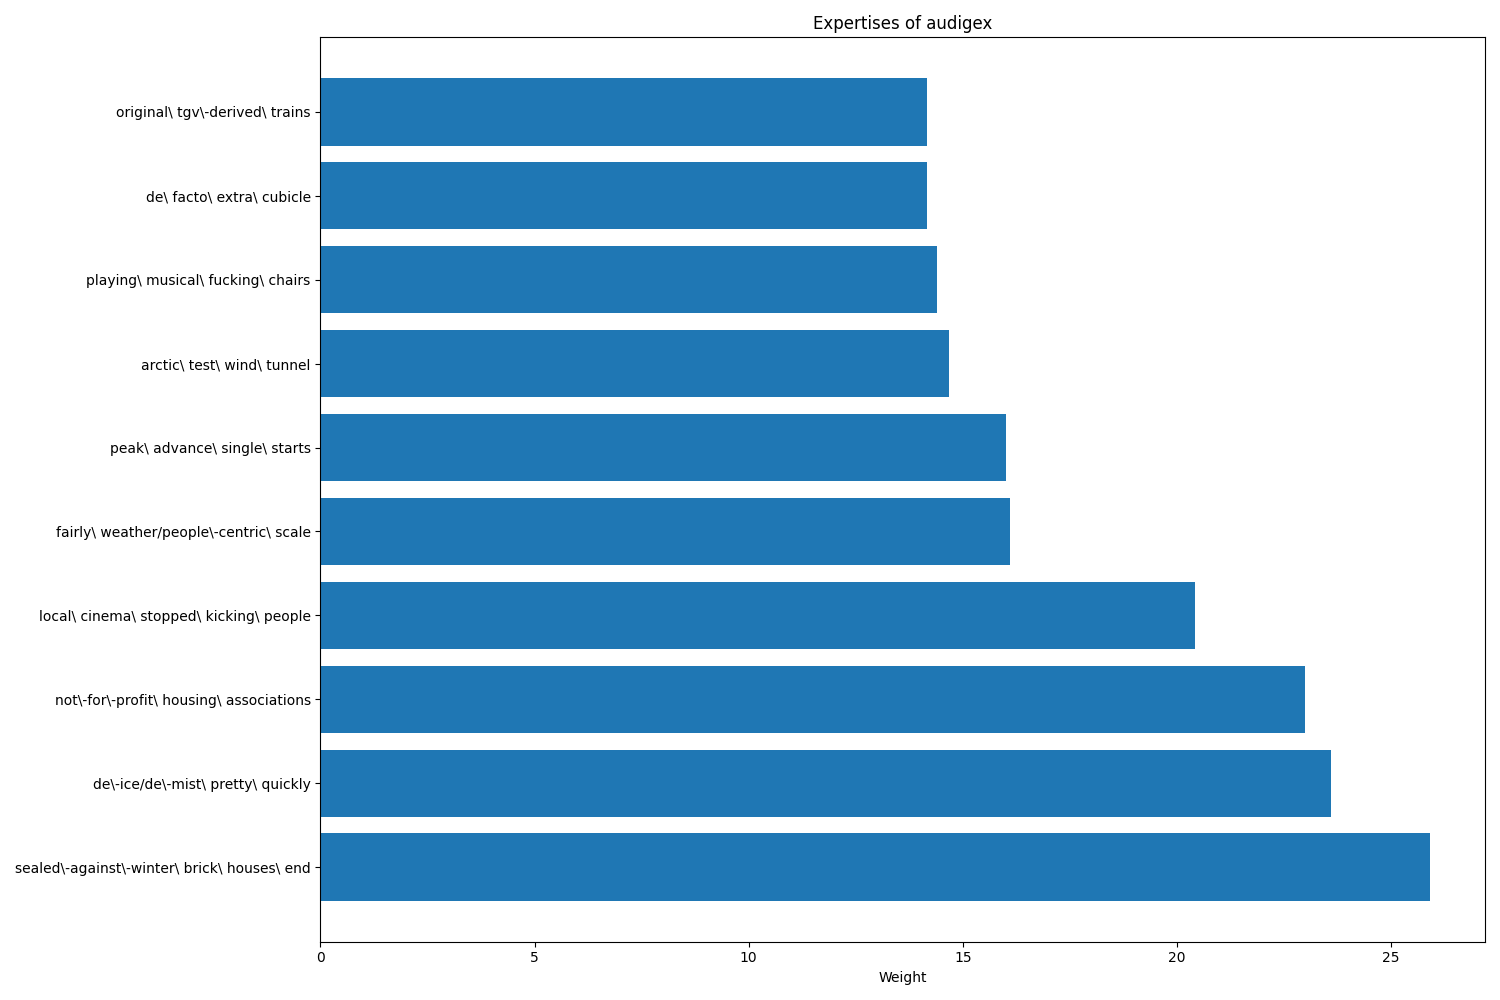 Expertises of audigex
original\ tgv\-derived\ trains
de\ facto\ extra\ cubicle
playing\ musical\ fucking\ chairs
arctic\ test\ wind\ tunnel
peak\ advance\ single\ starts
fairly\ weather/people\-centric\ scale
local\ cinema\ stopped\ kicking\ people
not\-for\-profit\ housing\ associations
de\-ice/de\-mist\ pretty\ quickly
sealed\-against\-winter\ brick\ houses\ end
0 5 10 15 20 25
Weight